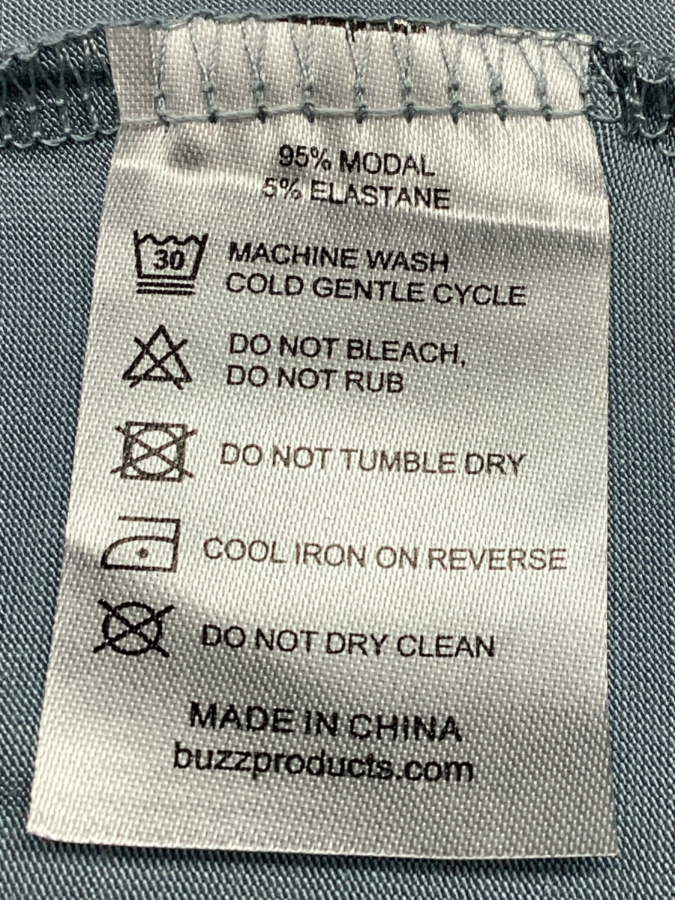 95% MODAL
5% ELASTANE
30
MACHINE WASH
COLD GENTLE CYCLE
DO NOT BLEACH,
DO NOT RUB
DO NOT TUMBLE DRY
COOL IRON ON REVERSE
DO NOT DRY CLEAN
MADE IN CHINA
buzzproducts.com